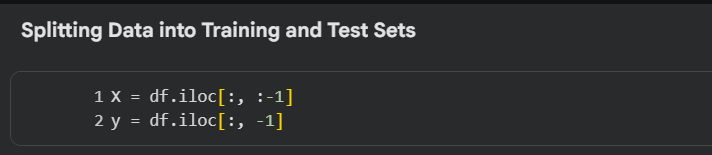 Splitting Data into Training and Test Sets
1 X = df.iloc[:, :-1]
2 y = df.iloc[:, -1]